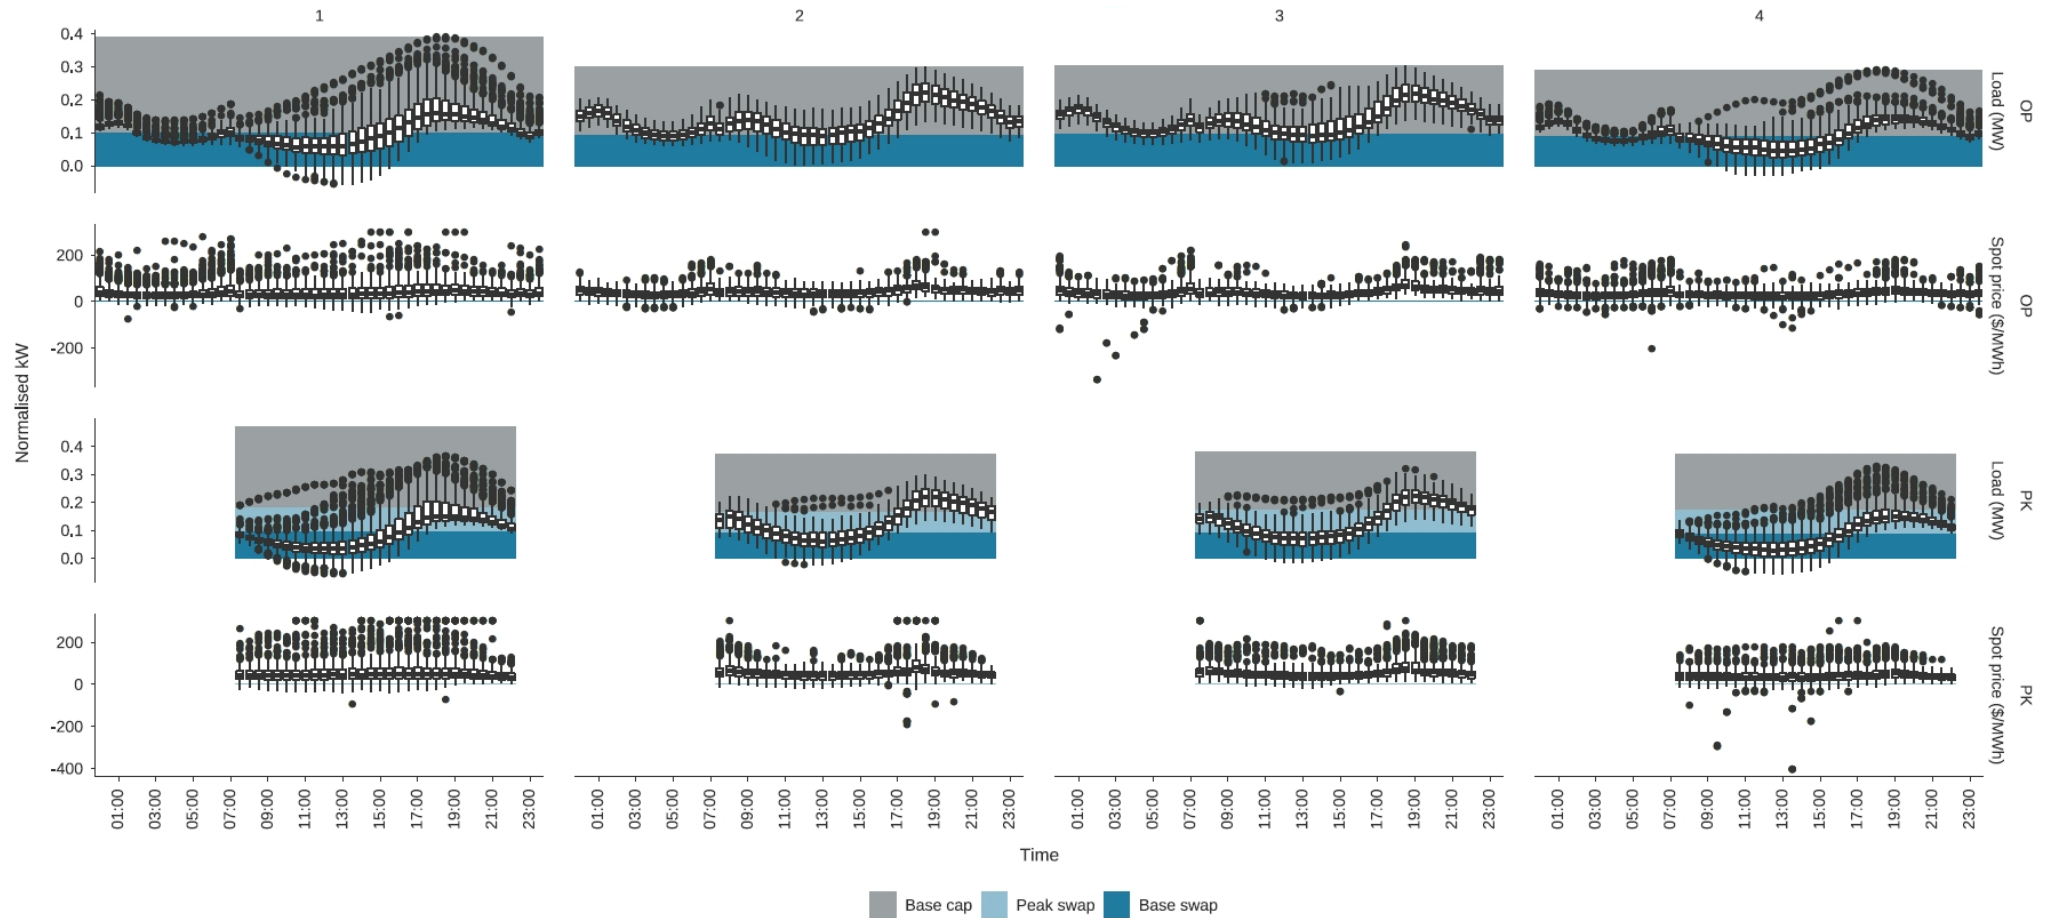 1 2 3 4
0.4
0.3
0.2
0.1
0.0
Load (MW)
OP
200
0
-200
Spot price ($/MWh)
OP
Normalised kW
0.4
0.3
0.2
0.1
0.0
Load (MW)
PK
200
0
-200
-400
Spot price ($/MWh)
PK
01:00 03:00 05:00 07:00 09:00 11:00 13:00 15:00 17:00 19:00 21:00 23:00 01:00 03:00 05:00 07:00 09:00 11:00 13:00 15:00 17:00 19:00 21:00 23:00 01:00 03:00 05:00 07:00 09:00 11:00 13:00 15:00 17:00 19:00 21:00 23:00 01:00 03:00 05:00 07:00 09:00 11:00 13:00 15:00 17:00 19:00 21:00 23:00
Time
Base cap Peak swap Base swap